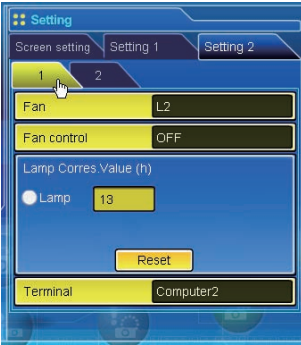 Setting
Screen setting Setting 1 Setting 2
1 2
Fan L2
Fan control OFF
Lamp Corres.Value (h)
Lamp 13
Reset
Terminal Computer2